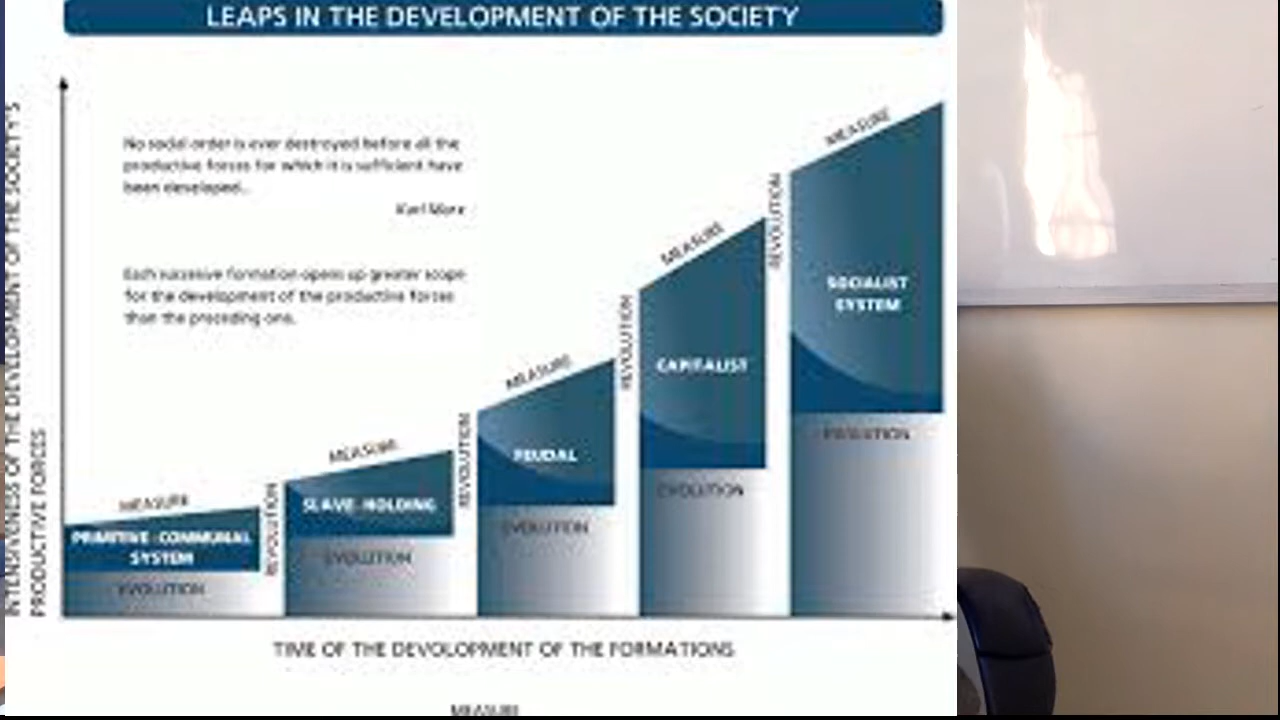 LEAPS IN THE DEVELOPMENT OF THE SOCIETY
INTENSIVENESS OF THE DEVELOPMENT OF THE SOCIETY'S
PRODUCTIVE FORCES
No social order is ever destroyed before all the
productive forces for which it is sufficient have
been developed..
Karl Marx
Each succesive formation opens up greater scope
for the development of the productive forces
than the preceding one.
MEASURE
PRIMITIVE-COMMUNAL
SYSTEM
EVOLUTION
REVOLUTION
MEASURE
SLAVE-HOLDING
EVOLUTION
REVOLUTION
MEASURE
FEUDAL
EVOLUTION
REVOLUTION
MEASURE
CAPITALIST
EVOLUTION
REVOLUTION
MEASURE
SOCIALIST
SYSTEM
EVOLUTION
TIME OF THE DEVOLOPMENT OF THE FORMATIONS
MEASURE